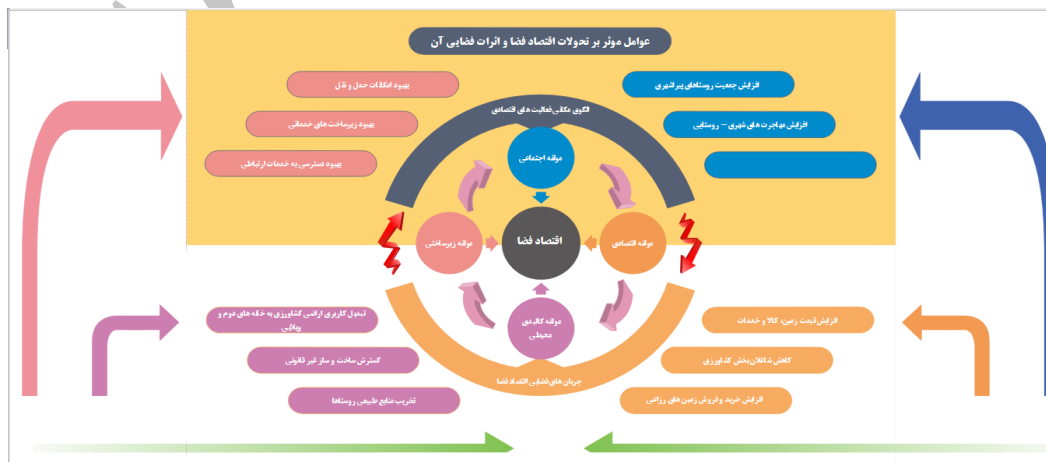 عوامل موثر بر تحولات اقتصاد فضا و اثرات فضایی آن
افزایش جمعیت روستاهای پیراشهری
بهبود امکانات حمل و نقل
الگوی مکانی فعالیت های اقتصادی
افزایش مهاجرت های شهری – روستایی
بهبود زیرساخت های خدماتی
مولفه اجتماعی
بهبود دسترسی به خدمات ارتباطی
مولفه اقتصادی
اقتصاد فضا
مولفه زیرساختی
مولفه کالبدی
محیطی
افزایش قیمت زمین، کالا و خدمات
تبدیل کاربری اراضی کشاورزی به خانه های دوم و
ویلایی
کاهش شاغلان بخش کشاورزی
گسترش ساخت و ساز غیر قانونی
جریان های فضایی اقتصاد فضا
افزایش خرید و فروش زمین های زراعی
تخریب منابع طبیعی روستاها